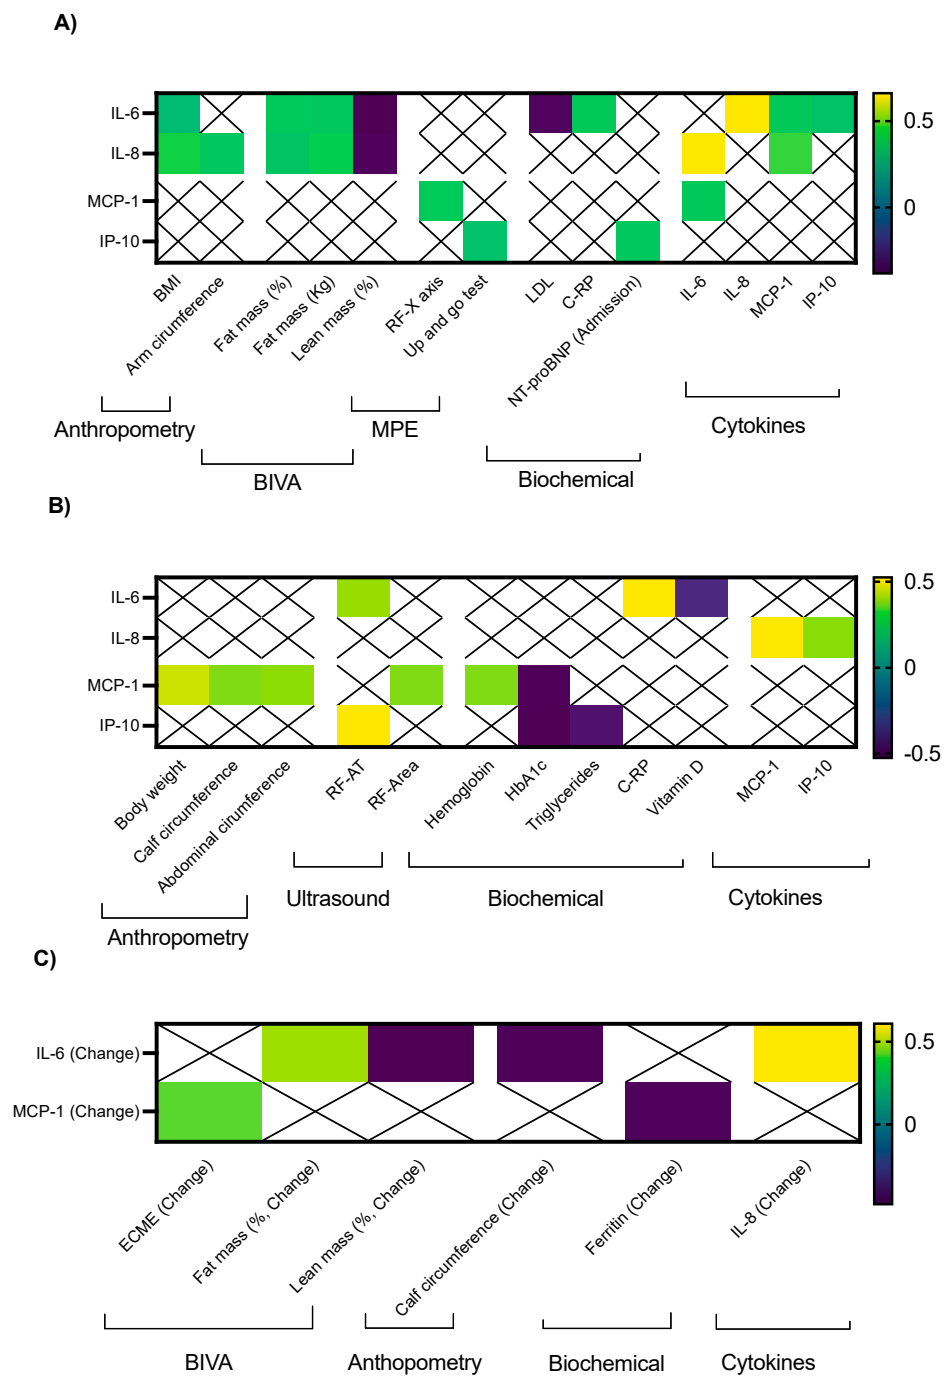 A)
IL-6
IL-8
MCP-1
IP-10
0.5
0
BMI
Arm cirumference
Fat mass (%)
Fat mass (Kg)
Lean mass (%)
RF-X axis
Up and go test
LDL
C-RP
NT-proBNP (Admission)
IL-6
IL-8
MCP-1
IP-10
Anthropometry
BIVA
MPE
Biochemical
Cytokines
B)
IL-6
IL-8
MCP-1
IP-10
0.5
0
-0.5
Body weight
Calf circumference
Abdominal cirumference
RF-AT
RF-Area
Hemoglobin
HbA1c
Triglycerides
C-RP
Vitamin D
MCP-1
IP-10
Anthropometry
Ultrasound
Biochemical
Cytokines
C)
IL-6 (Change)
MCP-1 (Change)
0.5
0
ECME (Change)
Fat mass (%, Change)
Lean mass (%, Change)
Calf circumference (Change)
Ferritin (Change)
IL-8 (Change)
BIVA
Anthopometry
Biochemical
Cytokines